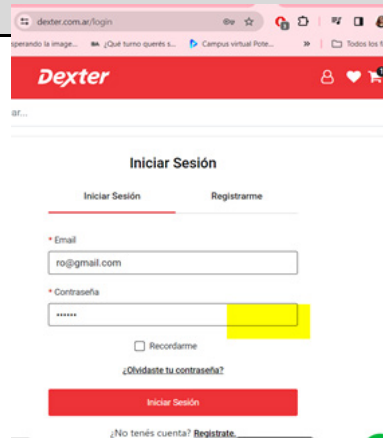 dexter.com.ar/login
sperando la image... BA ¿Qué turno querés s... Campus virtual Pote... » Todos los
Dexter
ar...
Iniciar Sesión
Iniciar Sesión Registrarme
* Email
ro@gmail.com
* Contraseña
••••••
Recordarme
¿Olvidaste tu contraseña?
Iniciar Sesión
¿No tenés cuenta? Registrate.